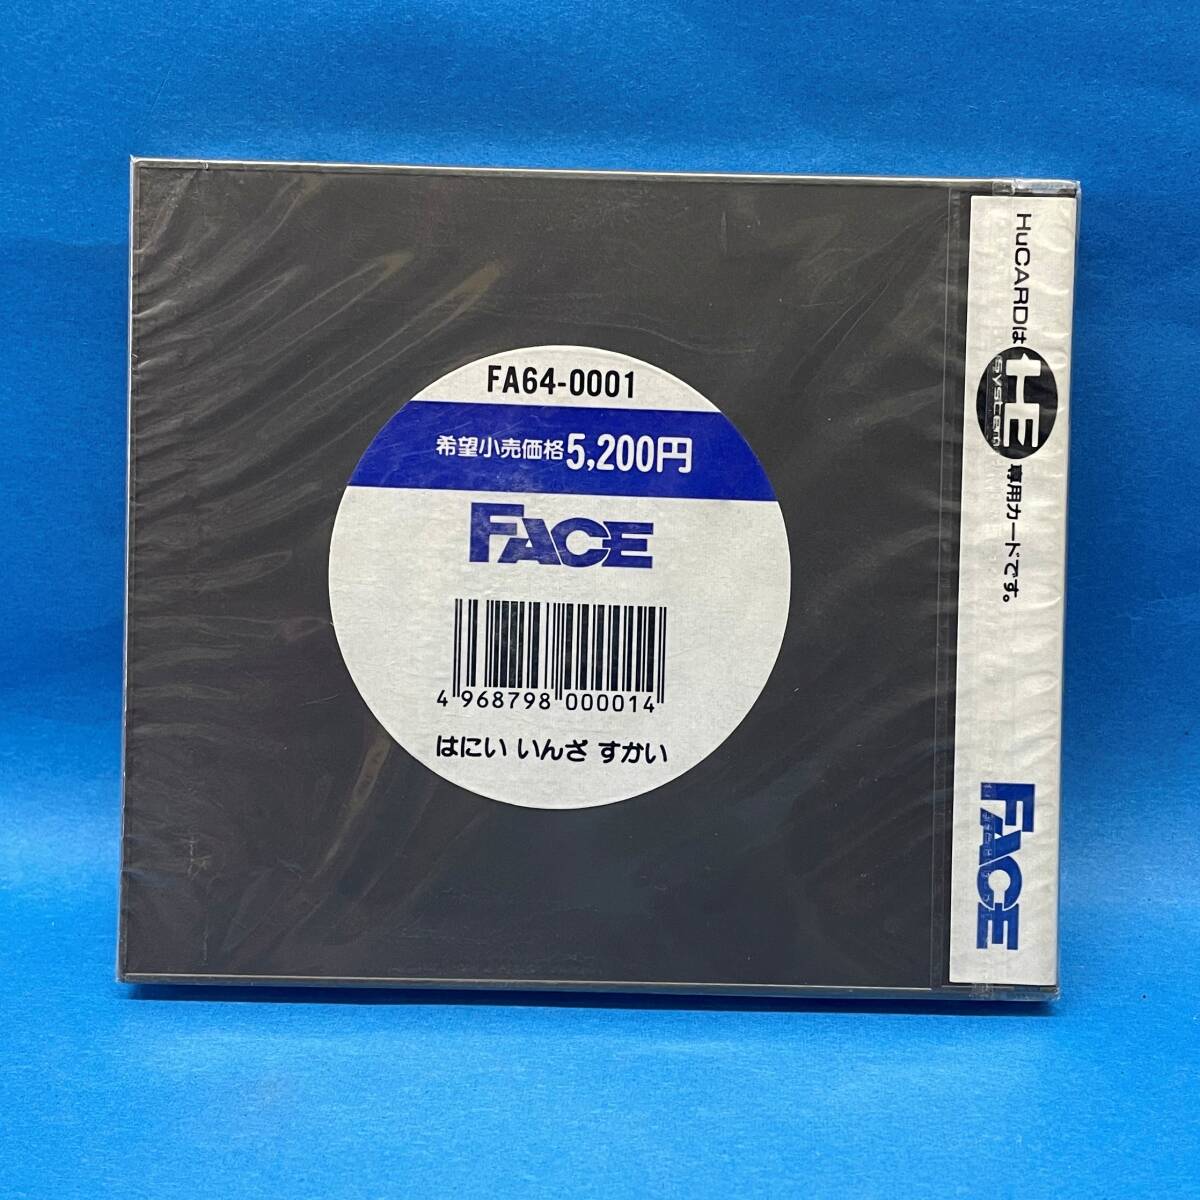 FA64-0001
希望小売価格5,200円
FACE
4 968798 000014
はにい いんざ すかい
HuCARDは HE system 専用カードです。
FACE